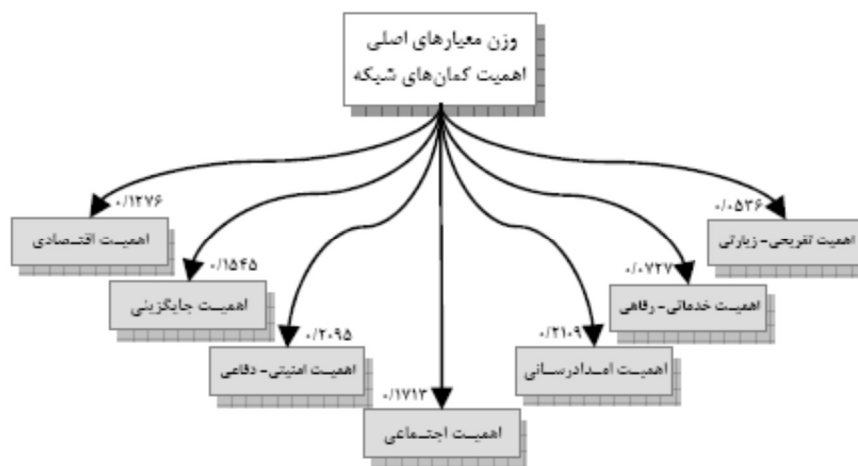 وزن معیارهای اصلی
اهمیت کمان‌های شبکه
۰/۰۵۳۶
اهمیت تفریحی- زیارتی
۰/۰۷۲۷
اهمیت خدماتی- رفاهی
۰/۲۱۰۹
اهمیت امدادرسانی
۰/۱۷۱۳
اهمیت اجتماعی
۰/۲۰۹۵
اهمیت امنیتی- دفاعی
۰/۱۵۴۵
اهمیت جایگزینی
۰/۱۲۷۶
اهمیت اقتصادی